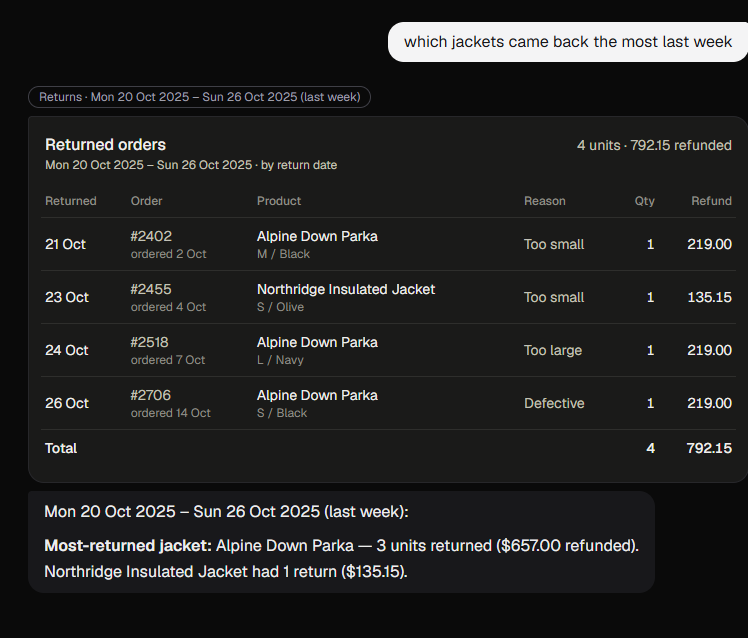 which jackets came back the most last week
Returns · Mon 20 Oct 2025 – Sun 26 Oct 2025 (last week)
Returned orders 4 units · 792.15 refunded
Mon 20 Oct 2025 – Sun 26 Oct 2025 · by return date
Returned Order Product Reason Qty Refund
21 Oct #2402 Alpine Down Parka Too small 1 219.00
ordered 2 Oct M / Black
23 Oct #2455 Northridge Insulated Jacket Too small 1 135.15
ordered 4 Oct S / Olive
24 Oct #2518 Alpine Down Parka Too large 1 219.00
ordered 7 Oct L / Navy
26 Oct #2706 Alpine Down Parka Defective 1 219.00
ordered 14 Oct S / Black
Total 4 792.15
Mon 20 Oct 2025 – Sun 26 Oct 2025 (last week):
Most-returned jacket: Alpine Down Parka — 3 units returned ($657.00 refunded).
Northridge Insulated Jacket had 1 return ($135.15).